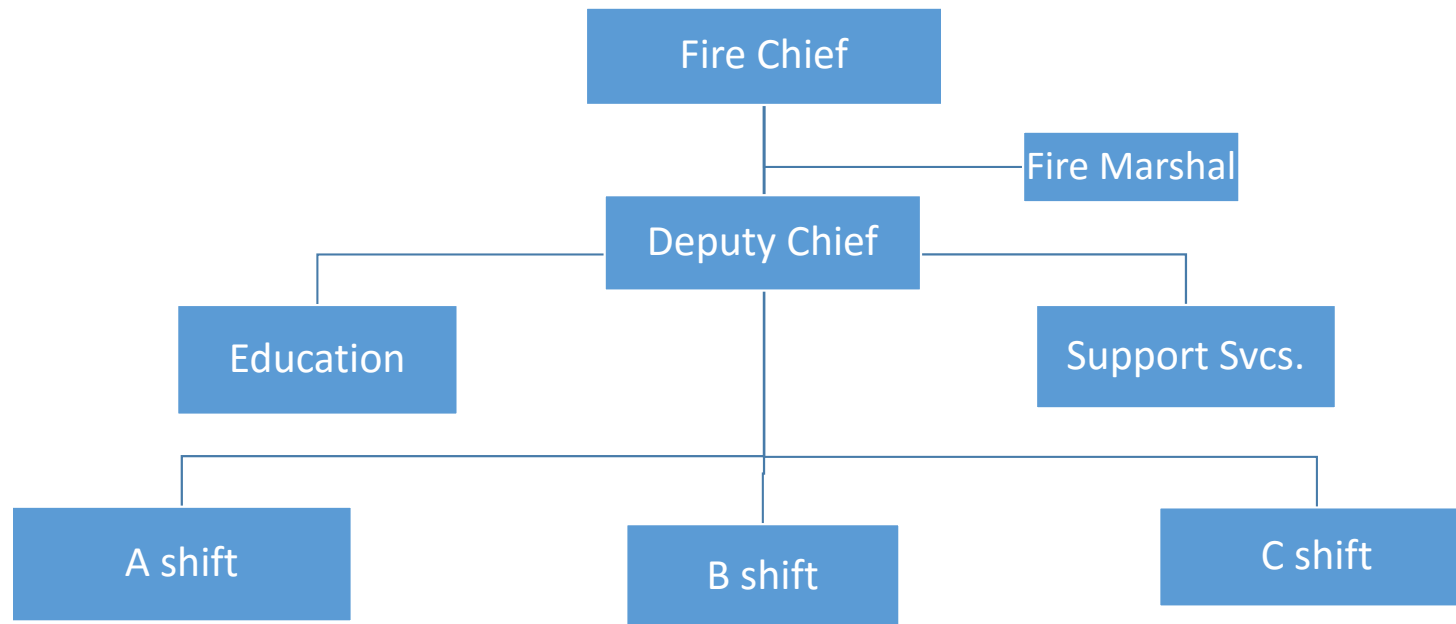 Fire Chief
Fire Marshal
Deputy Chief
Education
Support Svcs.
A shift
B shift
C shift